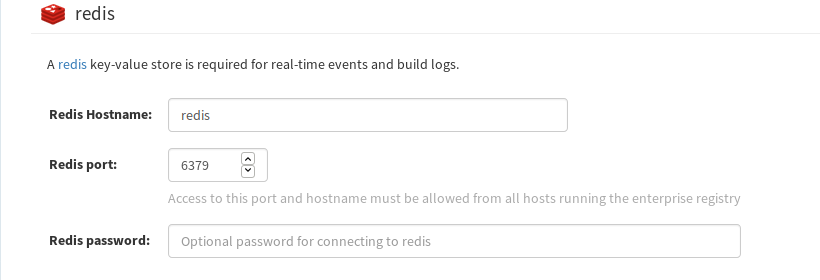 redis
A redis key-value store is required for real-time events and build logs.
Redis Hostname: redis
Redis port: 6379
Access to this port and hostname must be allowed from all hosts running the enterprise registry
Redis password: Optional password for connecting to redis